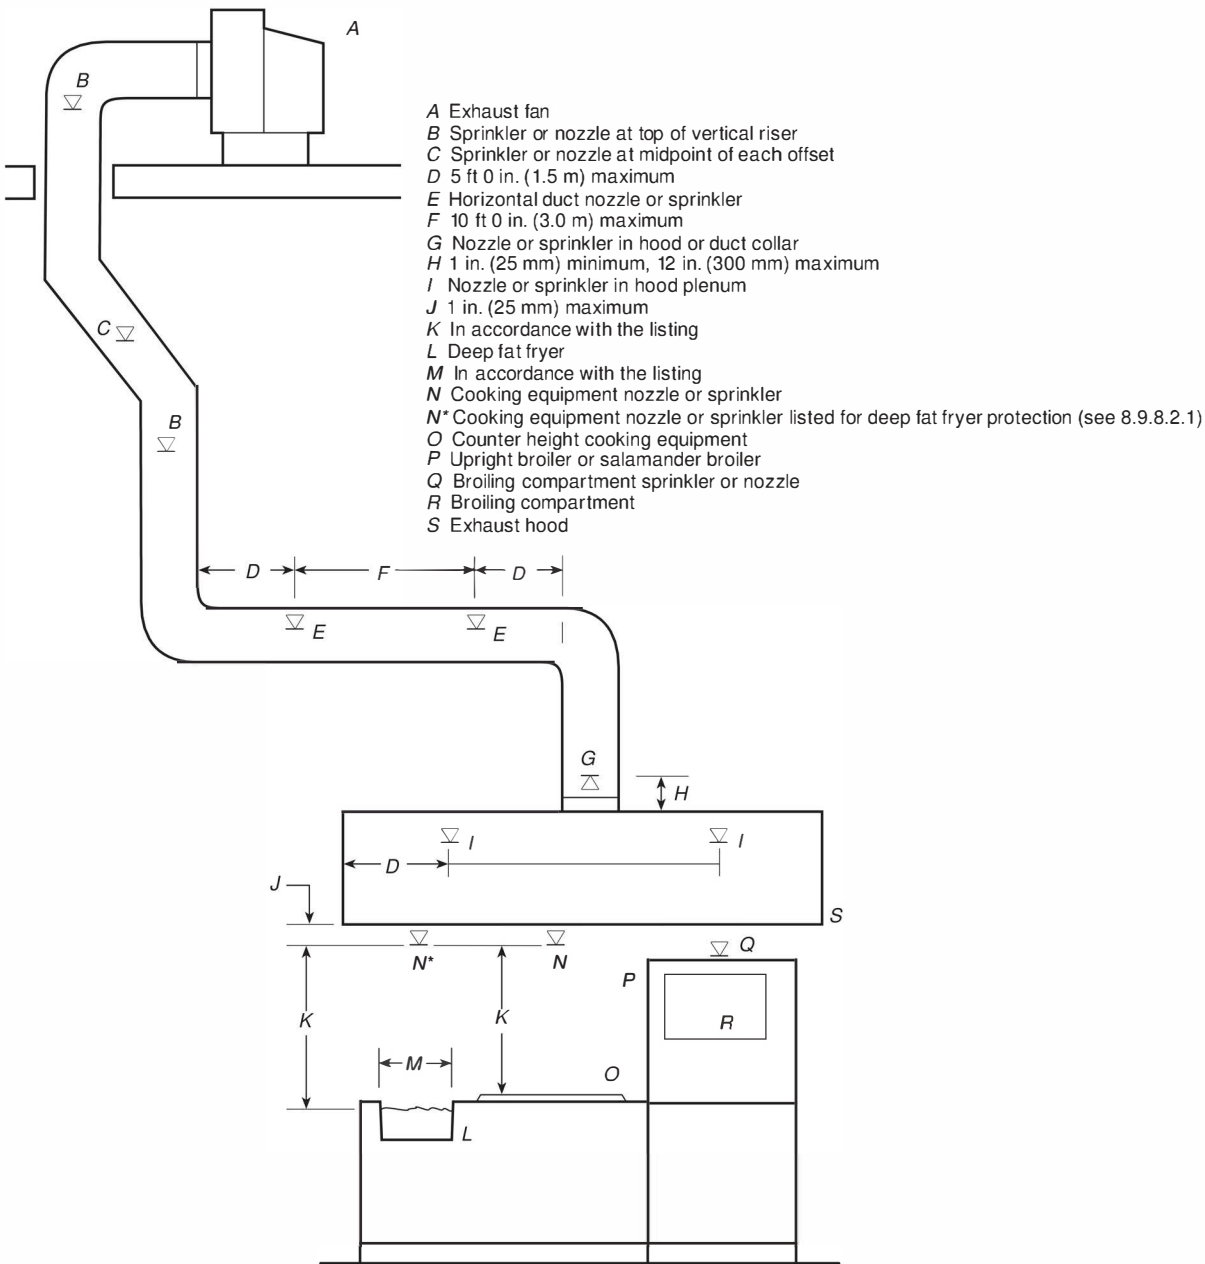 A
B
A Exhaust fan
B Sprinkler or nozzle at top of vertical riser
C Sprinkler or nozzle at midpoint of each offset
D 5 ft 0 in. (1.5 m) maximum
E Horizontal duct nozzle or sprinkler
F 10 ft 0 in. (3.0 m) maximum
G Nozzle or sprinkler in hood or duct collar
H 1 in. (25 mm) minimum, 12 in. (300 mm) maximum
I Nozzle or sprinkler in hood plenum
J 1 in. (25 mm) maximum
K In accordance with the listing
L Deep fat fryer
M In accordance with the listing
N Cooking equipment nozzle or sprinkler
N* Cooking equipment nozzle or sprinkler listed for deep fat fryer protection (see 8.9.8.2.1)
O Counter height cooking equipment
P Upright broiler or salamander broiler
Q Broiling compartment sprinkler or nozzle
R Broiling compartment
S Exhaust hood
C
B
D F D
E E
G
H
I I
D
J
S
N* N Q
P
K K R
M O
L